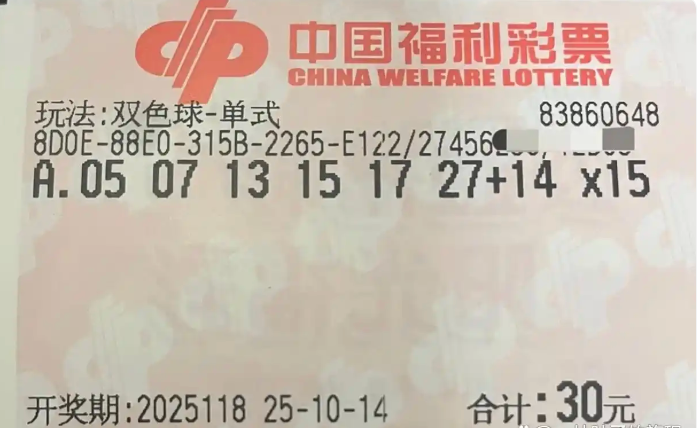 中国福利彩票
CHINA WELFARE LOTTERY
玩法:双色球-单式 83860648
8D0E-88E0-315B-2265-E122/27456
A.05 07 13 15 17 27+14 x15
开奖期:2025118 25-10-14 合计:30元